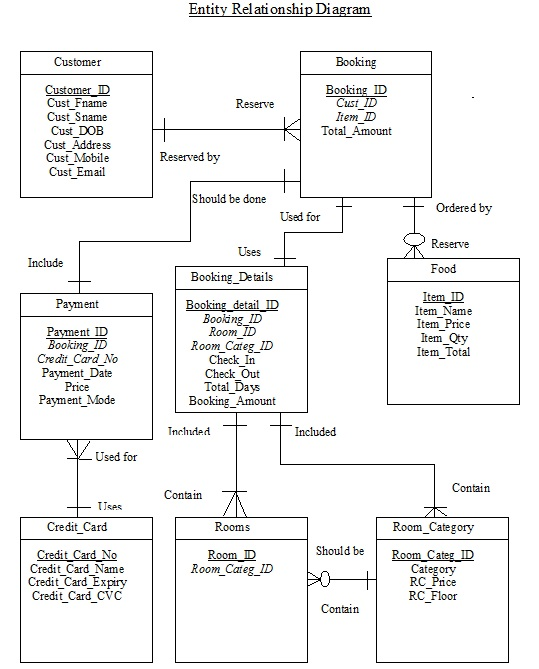 Entity Relationship Diagram
Customer
Customer_ID
Cust_Fname
Cust_Sname
Cust_DOB
Cust_Address
Cust_Mobile
Cust_Email
Reserve
Reserved by
Booking
Booking_ID
Cust_ID
Item_ID
Total_Amount
Should be done
Used for
Ordered by
Include
Uses
Reserve
Payment
Payment_ID
Booking_ID
Credit_Card_No
Payment_Date
Price
Payment_Mode
Booking_Details
Booking_detail_ID
Booking_ID
Room_ID
Room_Categ_ID
Check_In
Check_Out
Total_Days
Booking_Amount
Food
Item_ID
Item_Name
Item_Price
Item_Qty
Item_Total
Included
Included
Used for
Uses
Contain
Contain
Credit_Card
Credit_Card_No
Credit_Card_Name
Credit_Card_Expiry
Credit_Card_CVC
Rooms
Room_ID
Room_Categ_ID
Should be
Contain
Room_Category
Room_Categ_ID
Category
RC_Price
RC_Floor